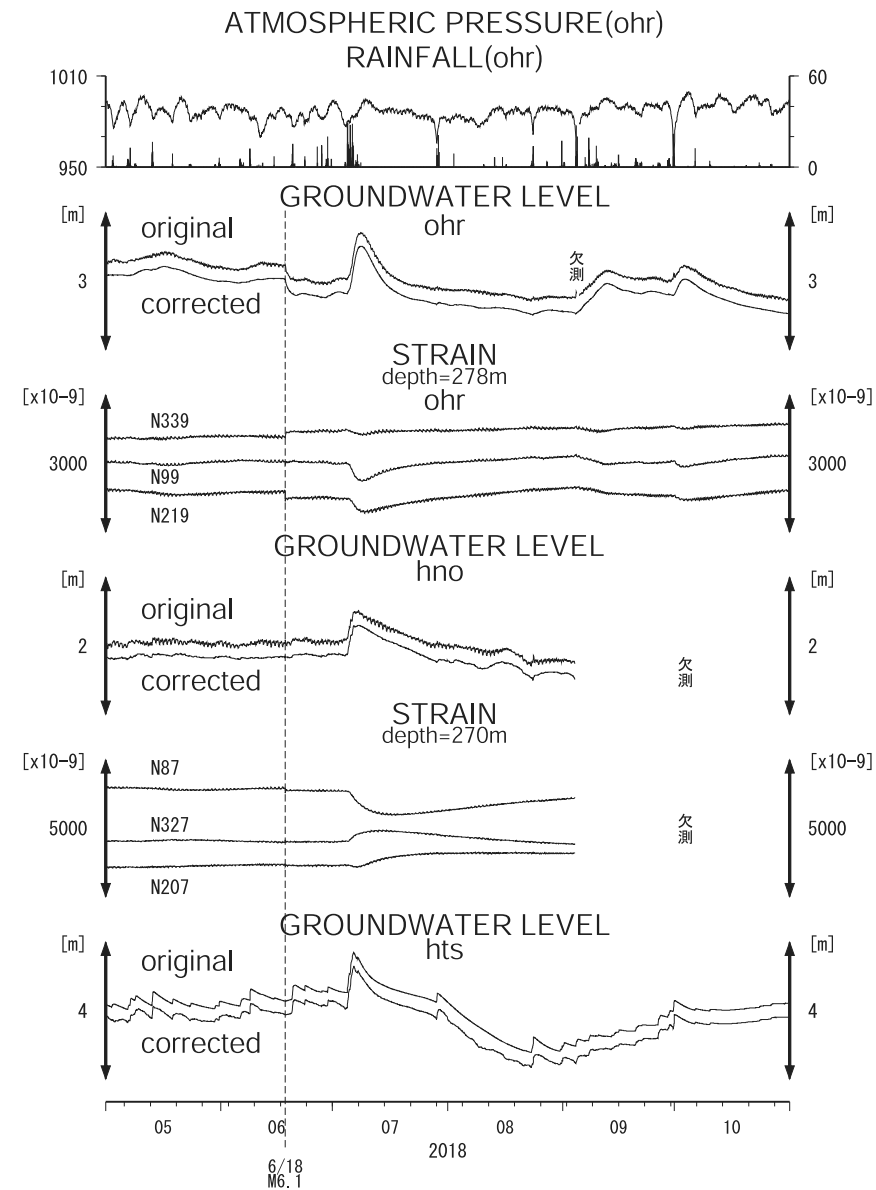 ATMOSPHERIC PRESSURE(ohr)
RAINFALL(ohr)
1010
60
950
0
GROUNDWATER LEVEL
ohr
[m]
[m]
original
欠測
3
3
corrected
STRAIN
depth=278m
ohr
[x10-9]
[x10-9]
N339
3000
3000
N99
N219
GROUNDWATER LEVEL
hno
[m]
[m]
original
2
2
欠測
corrected
STRAIN
depth=270m
[x10-9]
[x10-9]
N87
5000
5000
N327
欠測
N207
GROUNDWATER LEVEL
hts
[m]
[m]
original
4
4
corrected
05 06 07 08 09 10
2018
6/18
M6.1